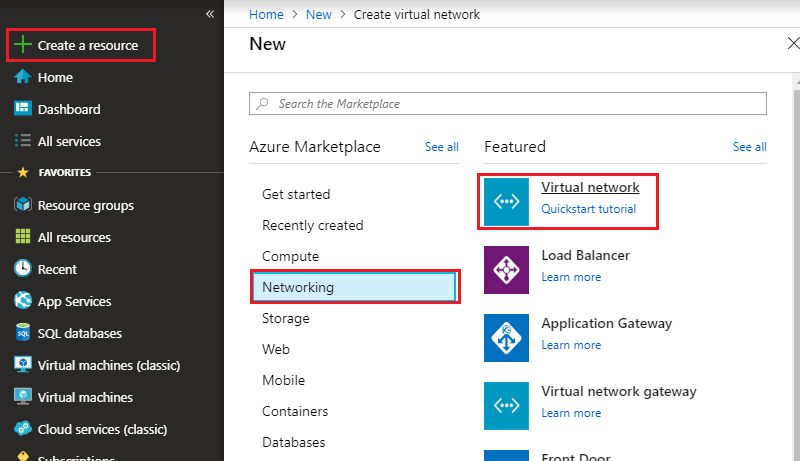 «
Create a resource
Home
Dashboard
All services
FAVORITES
Resource groups
All resources
Recent
App Services
SQL databases
Virtual machines (classic)
Virtual machines
Cloud services (classic)
Subscriptions
Home > New > Create virtual network
New
Search the Marketplace
Azure Marketplace See all
Get started
Recently created
Compute
Networking
Storage
Web
Mobile
Containers
Databases
Featured See all
Virtual network
Quickstart tutorial
Load Balancer
Learn more
Application Gateway
Learn more
Virtual network gateway
Learn more
Front Door